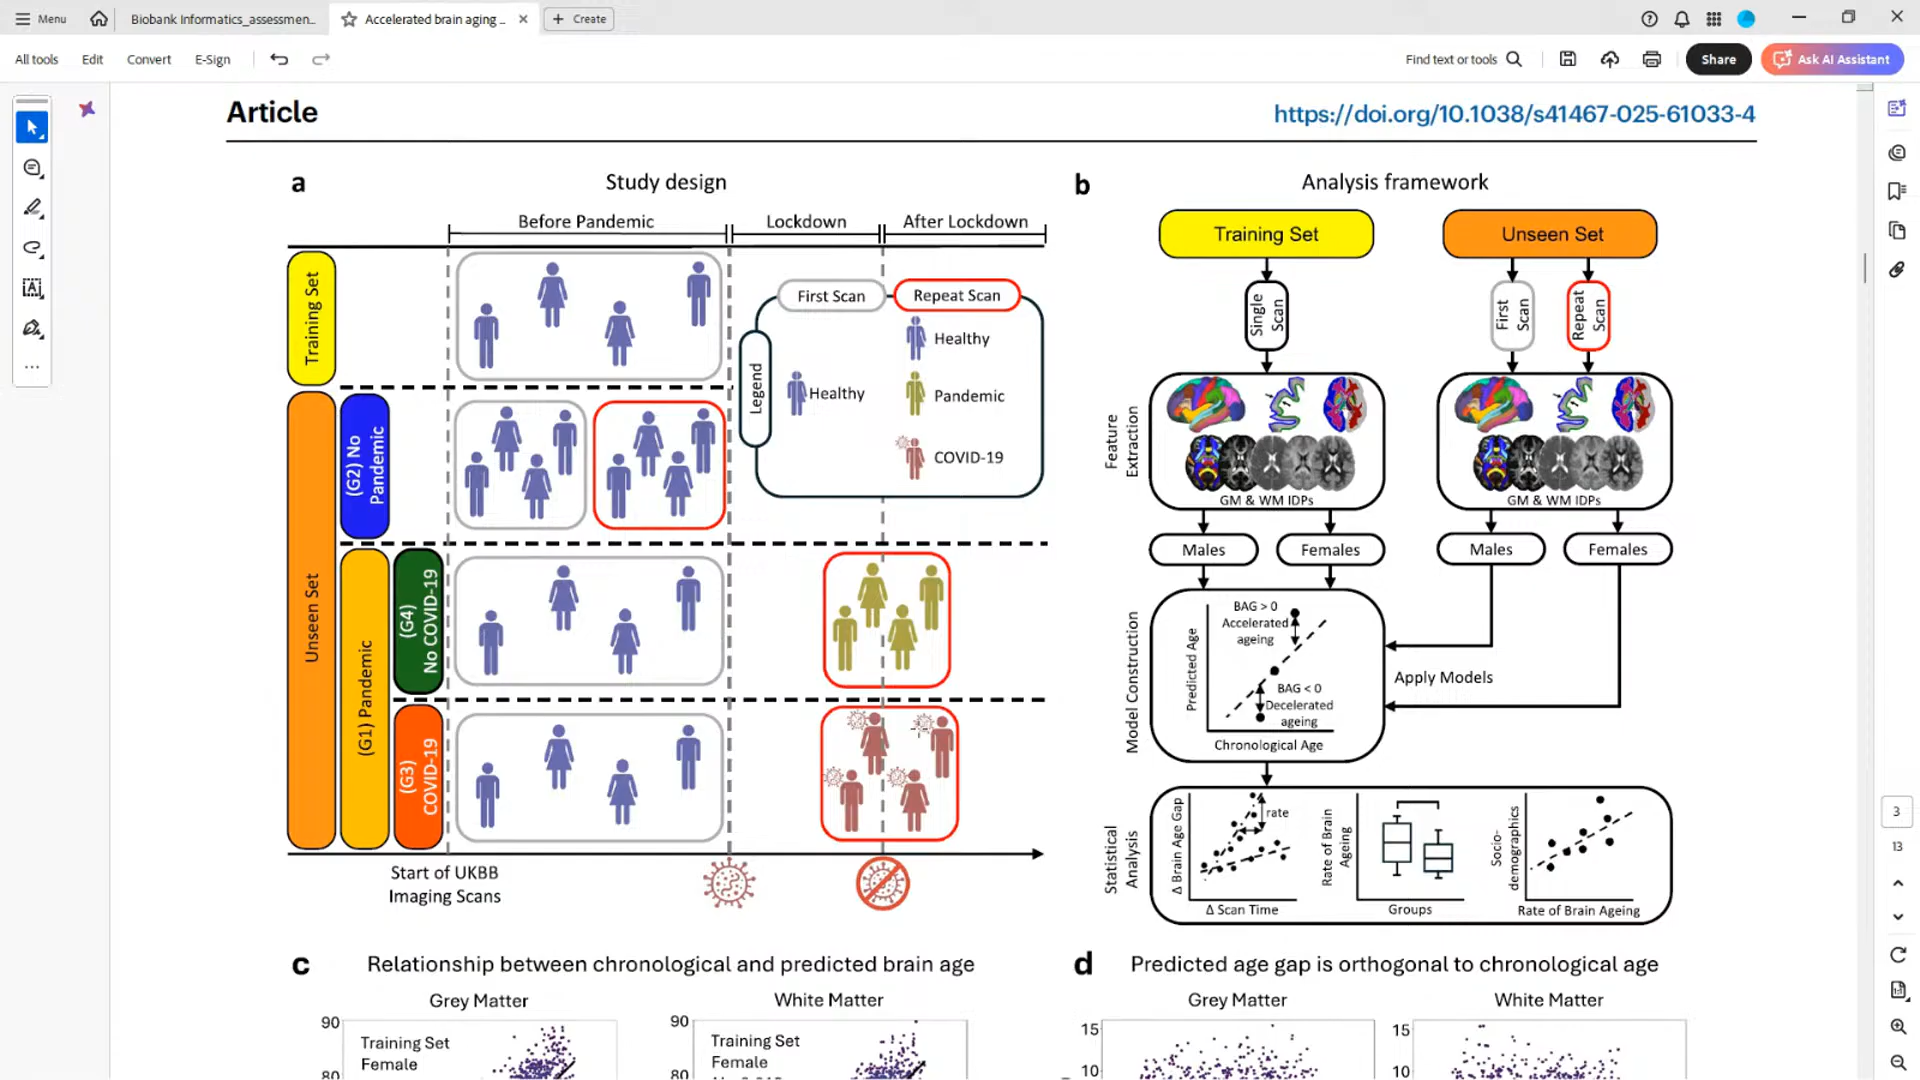 Menu
Biobank Informatics_assessmen...
Accelerated brain aging ...
Create
All tools
Edit
Convert
E-Sign
Find text or tools
Share
Ask AI Assistant
Article
https://doi.org/10.1038/s41467-025-61033-4
a
Study design
Before Pandemic
Lockdown
After Lockdown
Training Set
Unseen Set
(G2) No
Pandemic
(G1) Pandemic
(G4)
No COVID-19
(G3)
COVID-19
First Scan
Repeat Scan
Legend
Healthy
Healthy
Pandemic
COVID-19
Start of UKBB
Imaging Scans
b
Analysis framework
Training Set
Unseen Set
Single
Scan
First
Scan
Repeat
Scan
Feature
Extraction
GM & WM IDPs
GM & WM IDPs
Males
Females
Males
Females
Model Construction
Predicted Age
BAG > 0
Accelerated
ageing
BAG < 0
Decelerated
ageing
Chronological Age
Apply Models
Statistical
Analysis
Δ Brain Age Gap
rate
Δ Scan Time
Rate of Brain
Ageing
Groups
Socio-
demographics
Rate of Brain Ageing
c
Relationship between chronological and predicted brain age
Grey Matter
White Matter
90
Training Set
Female
80
90
Training Set
Female
80
d
Predicted age gap is orthogonal to chronological age
Grey Matter
White Matter
15
10
15
10
3
13